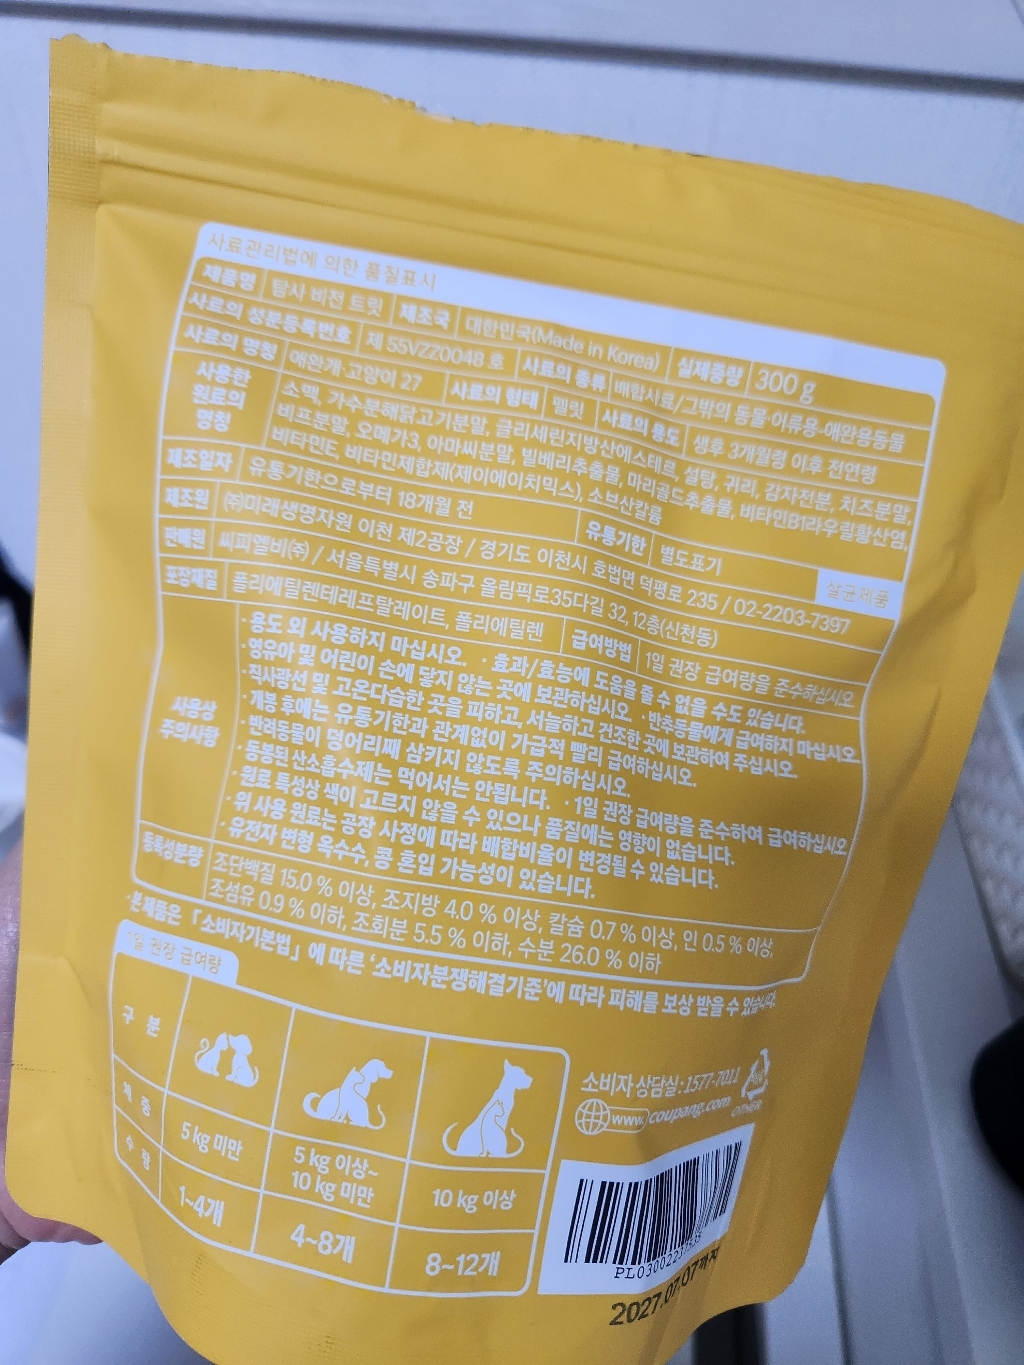 사료관리법에 의한 품질표시
제품명 탐사 비전 트릿 제조국 대한민국(Made in Korea) 실제중량 300 g
사료의 성분등록번호 제 55VZZ0048 호 사료의 종류 배합사료/그밖의 동물·어류용-애완용동물
사료의 명칭 애완개·고양이 27 사료의 형태 펠릿 사료의 용도 생후 3개월령 이후 전연령
사용한 원료의 명칭
소맥, 가수분해닭고기분말, 글리세린지방산에스테르, 설탕, 귀리, 감자전분, 치즈분말,
비프분말, 오메가3, 아마씨분말, 빌베리추출물, 마리골드추출물, 비타민B1라우릴황산염,
비타민E, 비타민제합제(제이에이치믹스), 소브산칼륨
제조일자 유통기한으로부터 18개월 전 유통기한 별도표기 살균제품
제조원 ㈜미래생명자원 이천 제2공장 / 경기도 이천시 호법면 덕평로 235 / 02-2203-7397
판매원 씨피엘비㈜ / 서울특별시 송파구 올림픽로35다길 32, 12층(신천동)
포장재질 폴리에틸렌테레프탈레이트, 폴리에틸렌 급여방법 1일 권장 급여량을 준수하십시오
사용상 주의사항
·용도 외 사용하지 마십시오. ·효과/효능에 도움을 줄 수 없을 수도 있습니다.
·영유아 및 어린이 손에 닿지 않는 곳에 보관하십시오 ·반추동물에게 급여하지 마십시오.
·직사광선 및 고온다습한 곳을 피하고, 서늘하고 건조한 곳에 보관하여 주십시오.
·개봉 후에는 유통기한과 관계없이 가급적 빨리 급여하십시오.
·반려동물이 덩어리째 삼키지 않도록 주의하십시오.
·동봉된 산소흡수제는 먹어서는 안됩니다. ·1일 권장 급여량을 준수하여 급여하십시오
·원료 특성상 색이 고르지 않을 수 있으나 품질에는 영향이 없습니다.
·위 사용 원료는 공장 사정에 따라 배합비율이 변경될 수 있습니다.
·유전자 변형 옥수수, 콩 혼입 가능성이 있습니다.
등록성분량 조단백질 15.0 % 이상, 조지방 4.0 % 이상, 칼슘 0.7 % 이상, 인 0.5 % 이상,
조섬유 0.9 % 이하, 조회분 5.5 % 이하, 수분 26.0 % 이하
·본 제품은 「소비자기본법」에 따른 '소비자분쟁해결기준'에 따라 피해를 보상 받을 수 있습니다.
1일 권장 급여량
구 분
체 중 5 kg 미만 5 kg 이상~ 10 kg 미만 10 kg 이상
수 량 1~4개 4~8개 8~12개
소비자 상담실 : 1577-7011
www.coupang.com
OTHER
2027.07.07까지